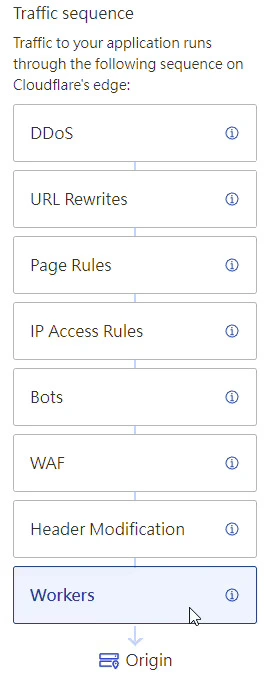 Traffic sequence
Traffic to your application runs
through the following sequence on
Cloudflare's edge:
DDoS
URL Rewrites
Page Rules
IP Access Rules
Bots
WAF
Header Modification
Workers
Origin